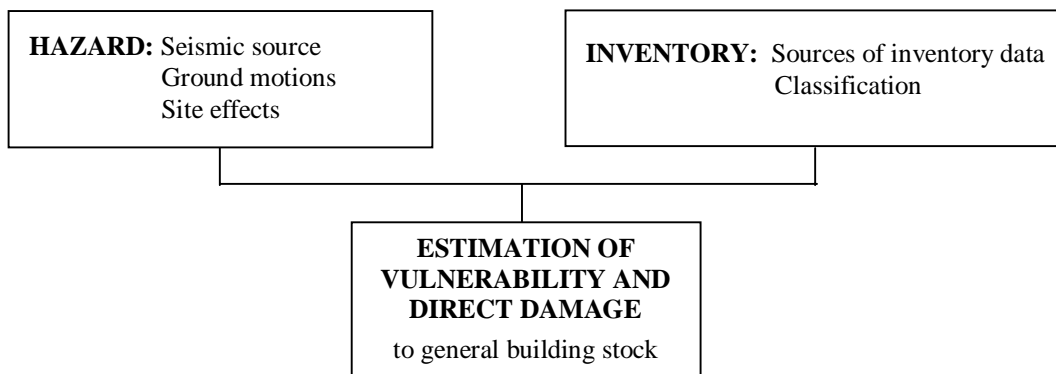 HAZARD: Seismic source
Ground motions
Site effects
INVENTORY: Sources of inventory data
Classification
ESTIMATION OF
VULNERABILITY AND
DIRECT DAMAGE
to general building stock